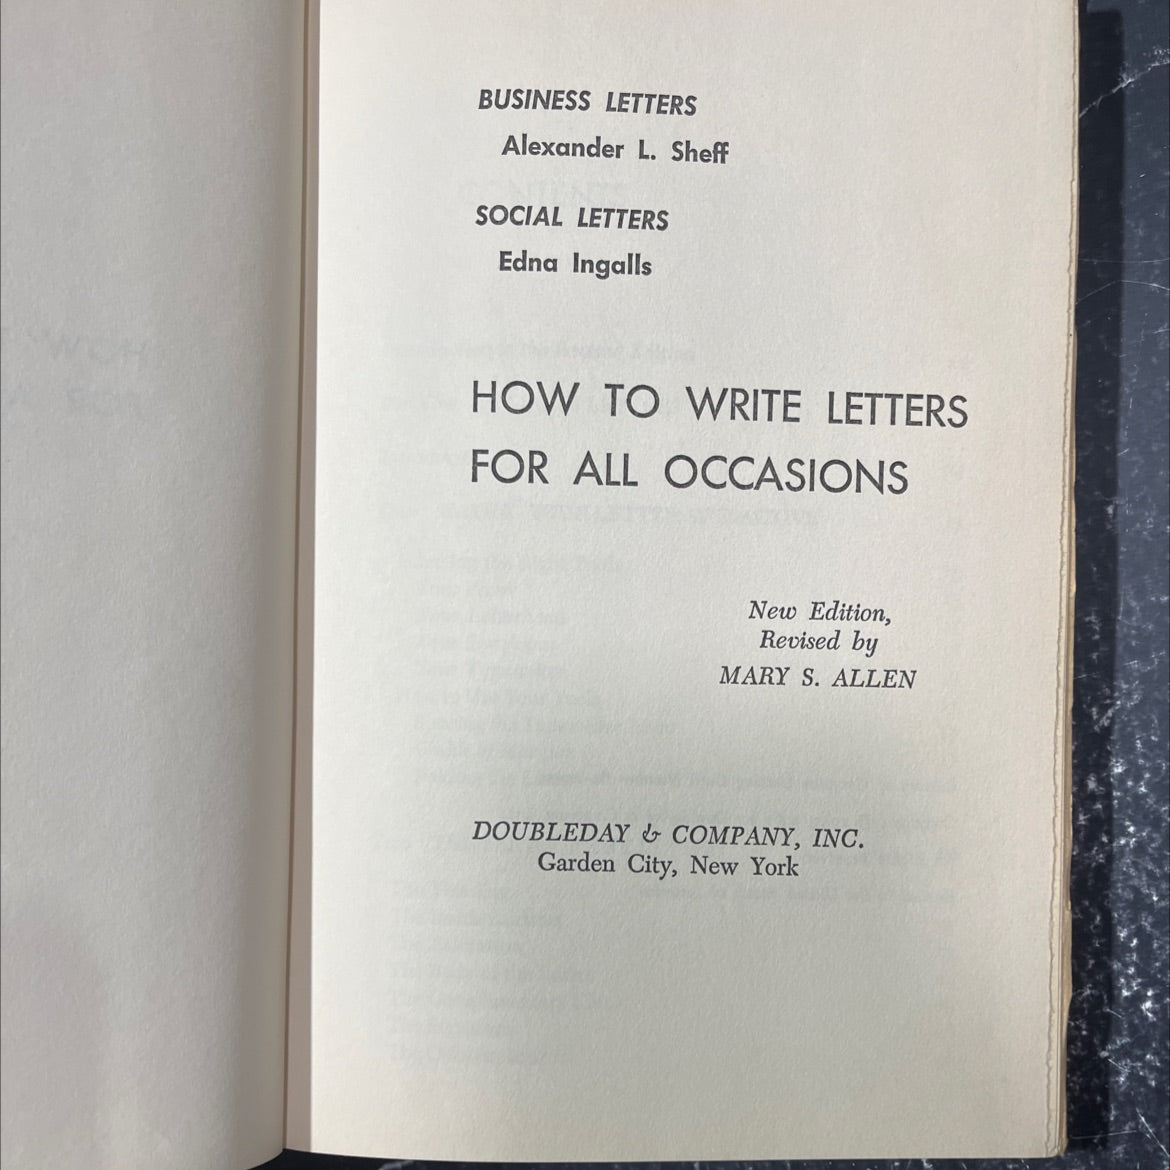 BUSINESS LETTERS
Alexander L. Sheff
SOCIAL LETTERS
Edna Ingalls
HOW TO WRITE LETTERS
FOR ALL OCCASIONS
New Edition,
Revised by
MARY S. ALLEN
DOUBLEDAY & COMPANY, INC.
Garden City, New York